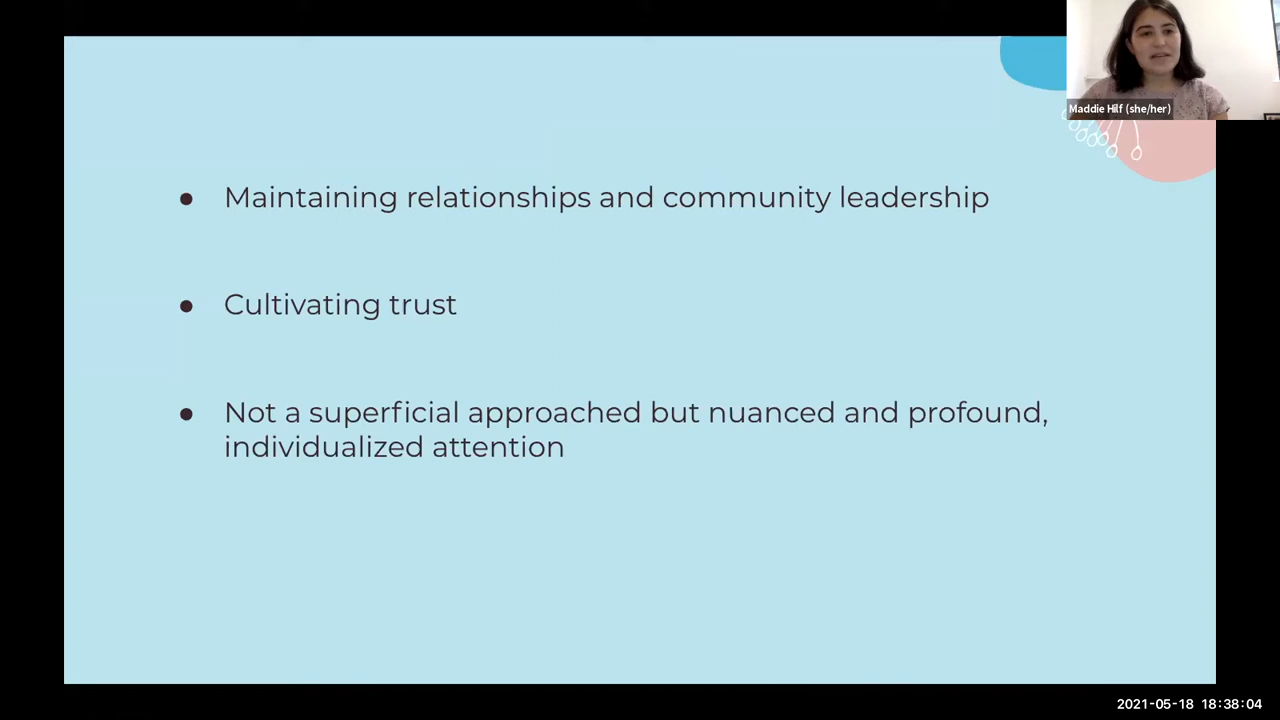 Maddie Hilf (she/her)
● Maintaining relationships and community leadership
● Cultivating trust
● Not a superficial approached but nuanced and profound,
individualized attention
2021-05-18 18:38:04